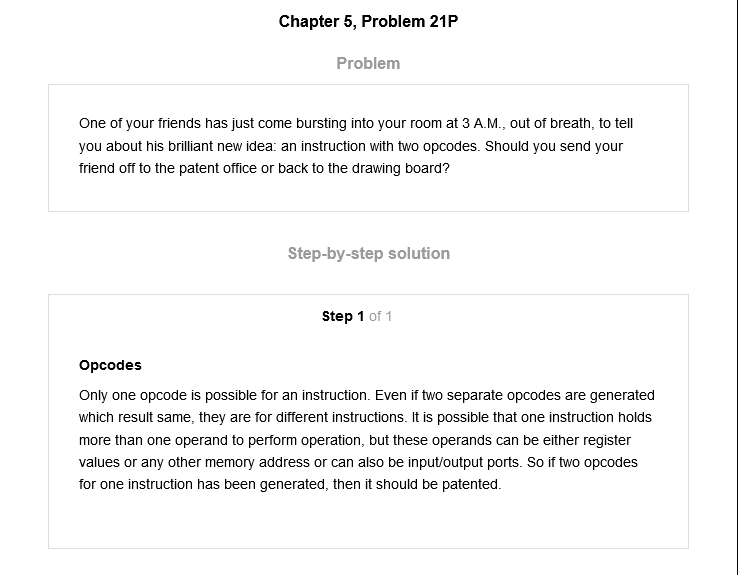 Chapter 5, Problem 21P
Problem
One of your friends has just come bursting into your room at 3 A.M., out of breath, to tell
you about his brilliant new idea: an instruction with two opcodes. Should you send your
friend off to the patent office or back to the drawing board?
Step-by-step solution
Step 1 of 1
Opcodes
Only one opcode is possible for an instruction. Even if two separate opcodes are generated
which result same, they are for different instructions. It is possible that one instruction holds
more than one operand to perform operation, but these operands can be either register
values or any other memory address or can also be input/output ports. So if two opcodes
for one instruction has been generated, then it should be patented.